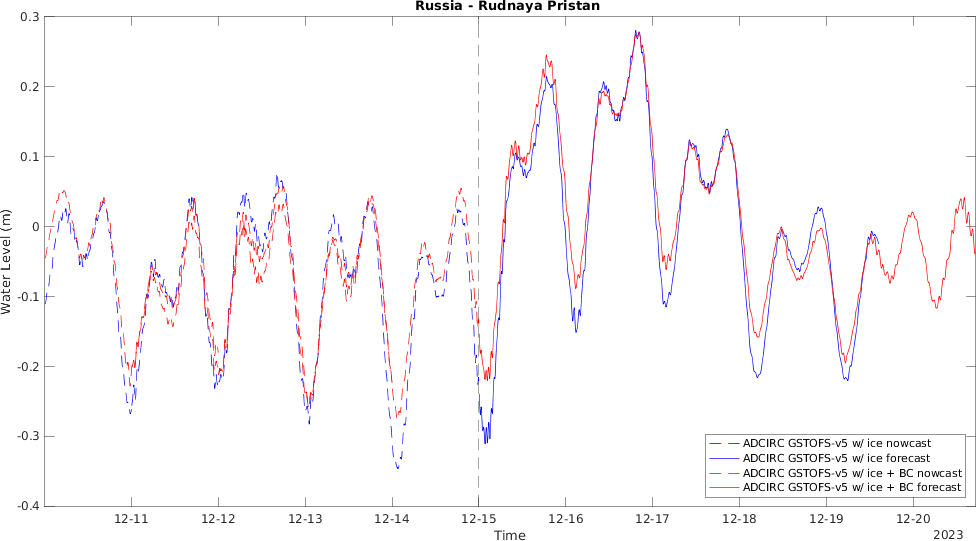 Russia - Rudnaya Pristan
0.3
0.2
0.1
0
-0.1
-0.2
-0.3
-0.4
Water Level (m)
ADCIRC GSTOFS-v5 w/ ice nowcast
ADCIRC GSTOFS-v5 w/ ice forecast
ADCIRC GSTOFS-v5 w/ ice + BC nowcast
ADCIRC GSTOFS-v5 w/ ice + BC forecast
12-11 12-12 12-13 12-14 12-15 12-16 12-17 12-18 12-19 12-20
Time
2023